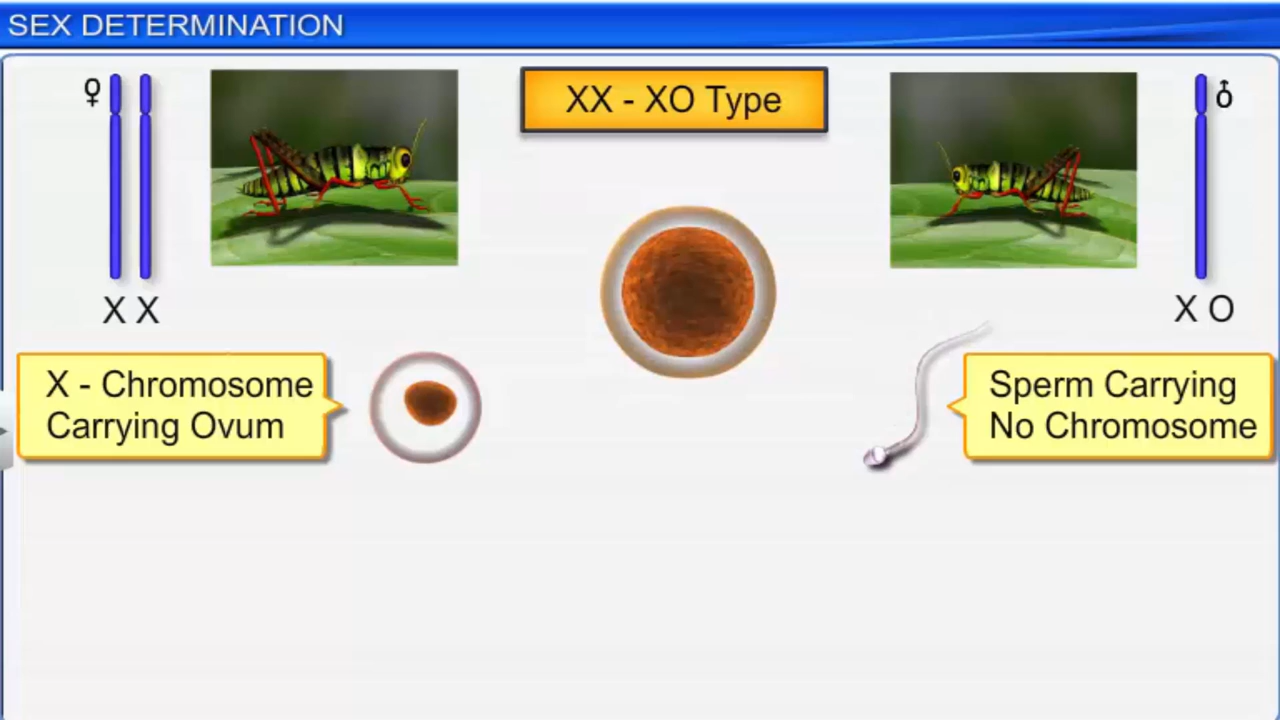 SEX DETERMINATION
♀
XX - XO Type
♂
X X
X O
X - Chromosome
Carrying Ovum
Sperm Carrying
No Chromosome